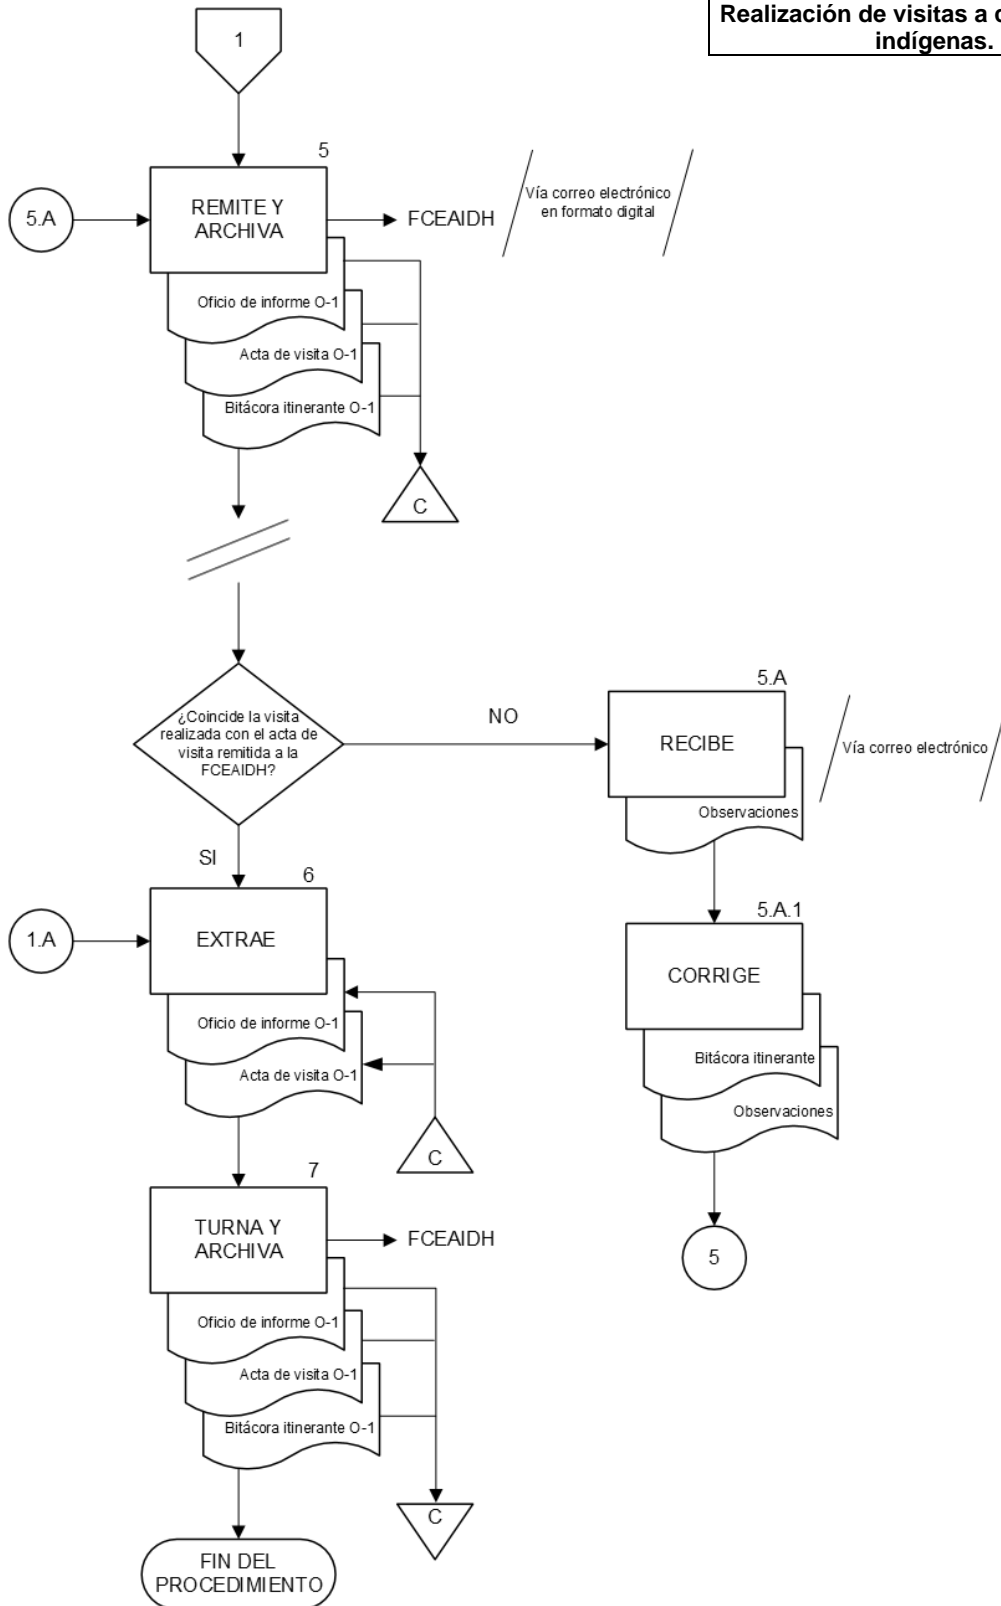 Realización de visitas a
indígenas.
1
5
5.A
REMITE Y
ARCHIVA
FCEAIDH
Vía correo electrónico
en formato digital
Oficio de informe O-1
Acta de visita O-1
Bitácora itinerante O-1
C
¿Coincide la visita
realizada con el acta de
visita remitida a la
FCEAIDH?
NO
5.A
RECIBE
Vía correo electrónico
Observaciones
SI
6
1.A
EXTRAE
Oficio de informe O-1
Acta de visita O-1
C
5.A.1
CORRIGE
Bitácora itinerante
Observaciones
5
7
TURNA Y
ARCHIVA
FCEAIDH
Oficio de informe O-1
Acta de visita O-1
Bitácora itinerante O-1
C
FIN DEL
PROCEDIMIENTO